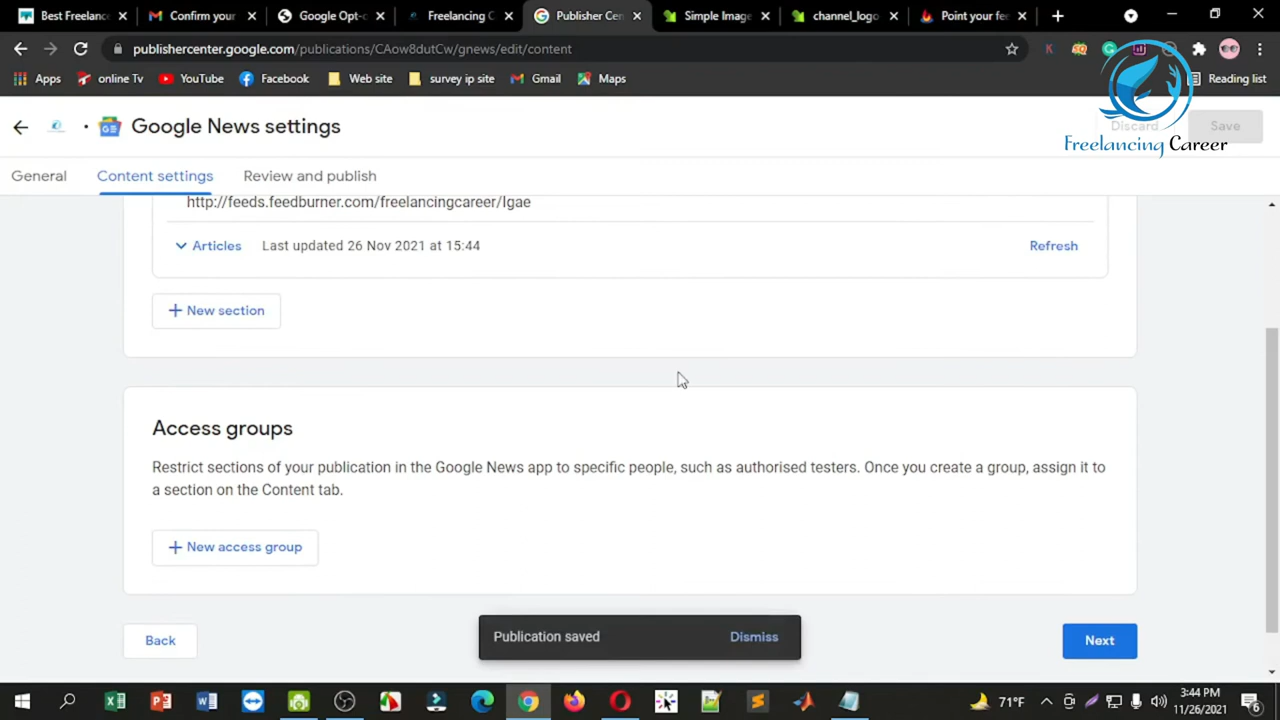 Best Freelance
Confirm your
Google Opt-o
Freelancing C
Publisher Cen
Simple Image
channel_logo
Point your fee
publishercenter.google.com/publications/CAow8dutCw/gnews/edit/content
Apps
online Tv
YouTube
Facebook
Web site
survey ip site
Gmail
Maps
Reading list
Google News settings
Discard
Save
Freelancing Career
General
Content settings
Review and publish
http://feeds.feedburner.com/freelancingcareer/Igae
Articles
Last updated 26 Nov 2021 at 15:44
Refresh
+ New section
Access groups
Restrict sections of your publication in the Google News app to specific people, such as authorised testers. Once you create a group, assign it to
a section on the Content tab.
+ New access group
Publication saved
Dismiss
Back
Next
71°F
3:44 PM
11/26/2021
6